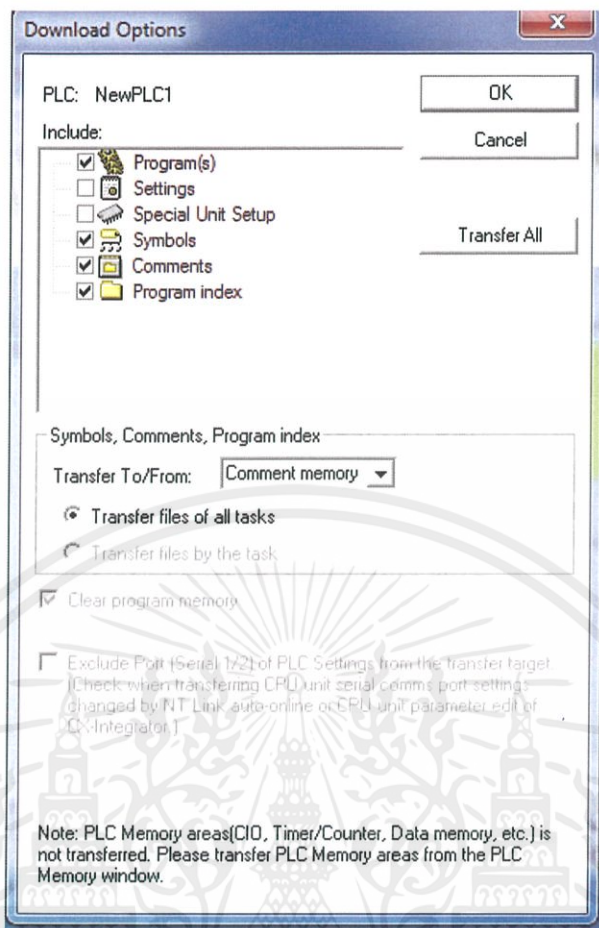 Download Options
PLC: NewPLC1
OK
Include:
Cancel
Program(s)
Settings
Special Unit Setup
Transfer All
Symbols
Comments
Program index
Symbols, Comments, Program index
Transfer To/From: Comment memory
Transfer files of all tasks
Transfer files by the task
Clear program memory
Exclude Port (Serial 1/2) of PLC Settings from the transfer target.
(Check when transferring CPU unit serial comms port settings
changed by NT Link auto-online or CPU unit parameter edit of
CX-Integrator.)
Note: PLC Memory areas(CIO, Timer/Counter, Data memory, etc.) is
not transferred. Please transfer PLC Memory areas from the PLC
Memory window.